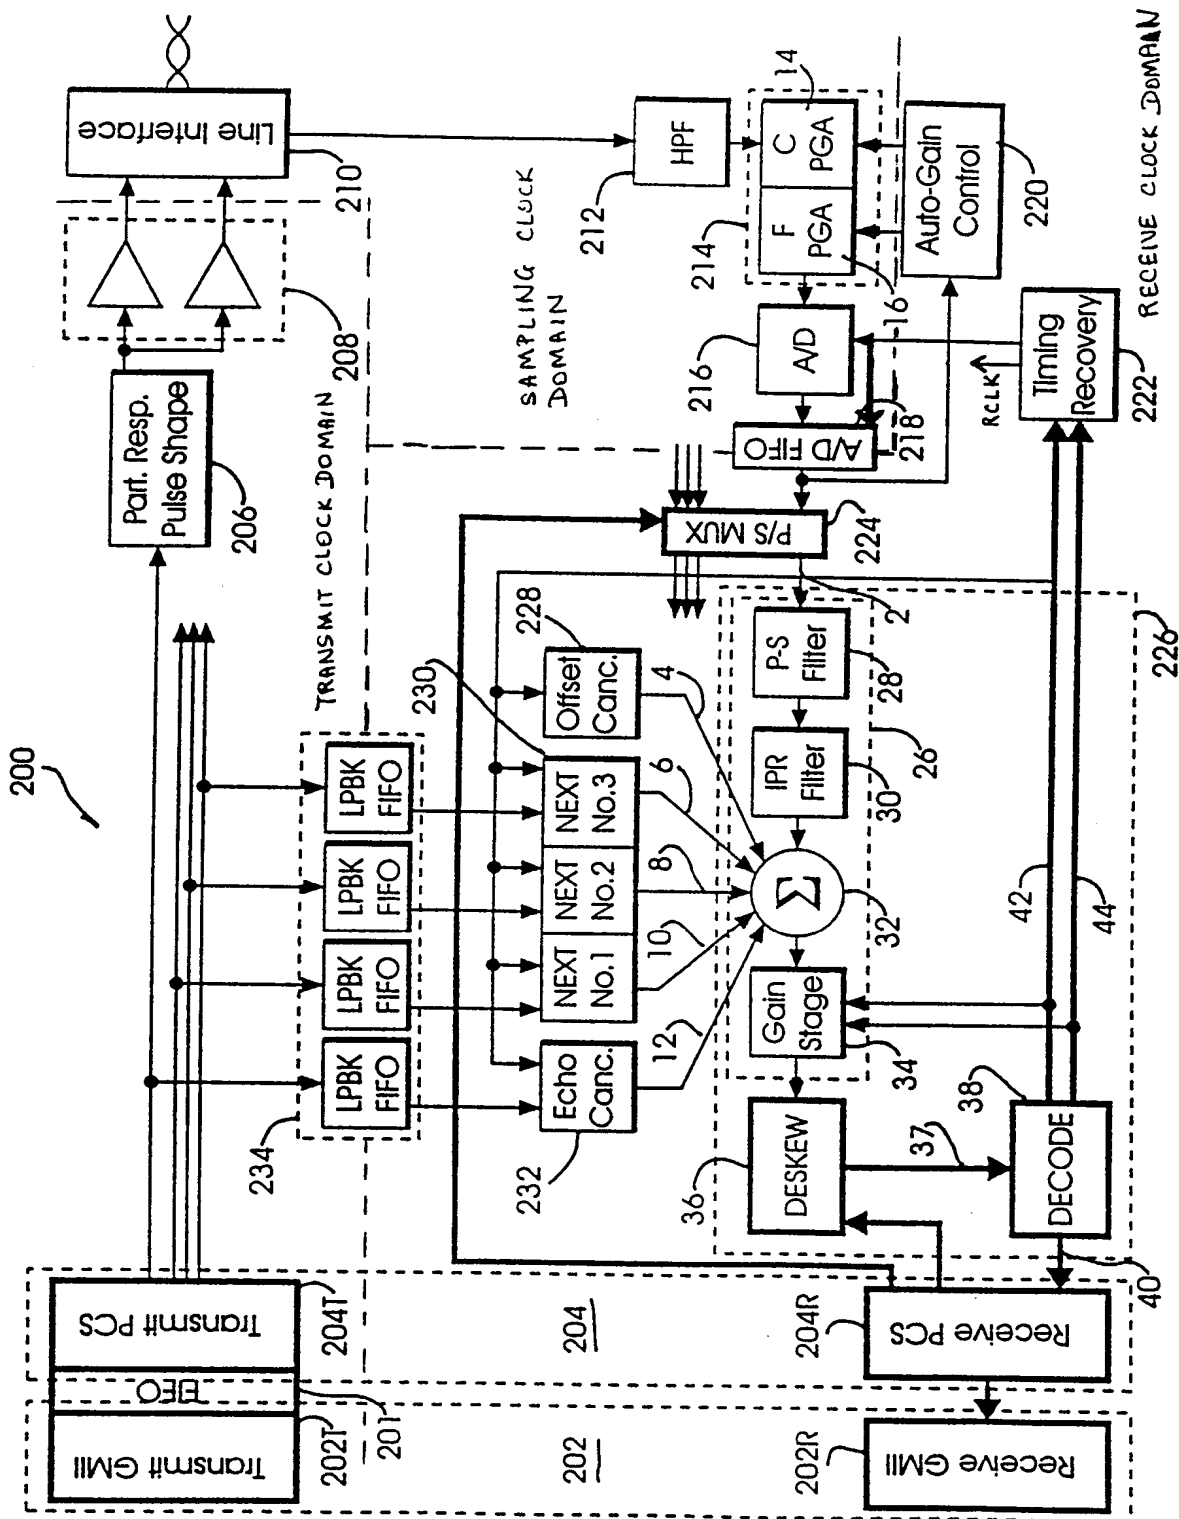 200
Line Interface
210
208
Part. Resp.
Pulse Shape
206
TRANSMIT CLOCK DOMAIN
SAMPLING CLOCK
DOMAIN
HPF
212
C
PGA
14
F
PGA
16
214
A/D
216
A/D FIFO
218
Auto-Gain
Control
220
RECEIVE CLOCK DOMAIN
Timing
Recovery
222
RCLK
P/S MUX
224
2
LPBK
FIFO
LPBK
FIFO
LPBK
FIFO
LPBK
FIFO
234
230
228
Echo
Canc.
232
NEXT
No.1
NEXT
No.2
NEXT
No.3
Offset
Canc.
12
10
8
6
4
P-S
Filter
28
IPR
Filter
30
26
Σ
32
Gain
Stage
34
DESKEW
36
37
DECODE
38
42
44
40
226
Transmit GMII
202T
FIFO
201
Transmit PCS
204T
202
204
Receive PCS
204R
Receive GMII
202R